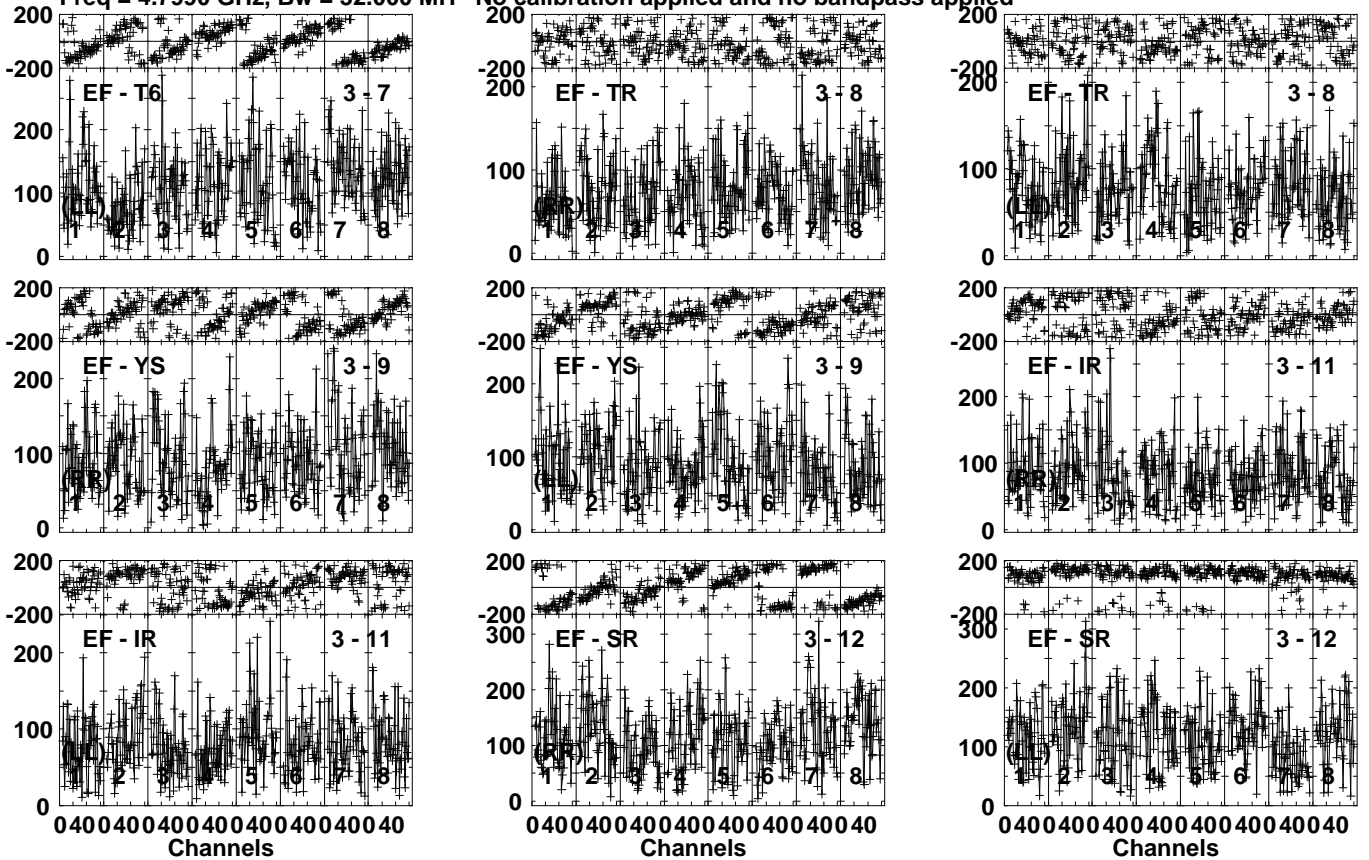 Freq = 4.7990 GHz, Bw = 32.000 MH No calibration applied and no bandpass applied
200 200 200
-200 -200 -200
EF - T6 3 - 7 EF - TR 3 - 8 EF - TR 3 - 8
200 200 200
100 100 100
(LL) (RR) (LL)
1 2 3 4 5 6 7 8 1 2 3 4 5 6 7 8 1 2 3 4 5 6 7 8
0 0 0
200 200 200
-200 -200 -200
EF - YS 3 - 9 EF - YS 3 - 9 EF - IR 3 - 11
200 200 200
100 100 100
(RR) (LL) (RR)
1 2 3 4 5 6 7 8 1 2 3 4 5 6 7 8 1 2 3 4 5 6 7 8
0 0 0
200 200 200
-200 -200 -200
EF - IR 3 - 11 EF - SR 3 - 12 EF - SR 3 - 12
300 300
200 200 200
100 100 100
(LL) (RR) (LL)
1 2 3 4 5 6 7 8 1 2 3 4 5 6 7 8 1 2 3 4 5 6 7 8
0 0 0
0 40 0 40 0 40 0 40 0 40 0 40 0 40 0 40 0 40 0 40 0 40 0 40 0 40 0 40 0 40 0 40 0 40 0 40 0 40 0 40 0 40 0 40 0 40 0 40
Channels Channels Channels